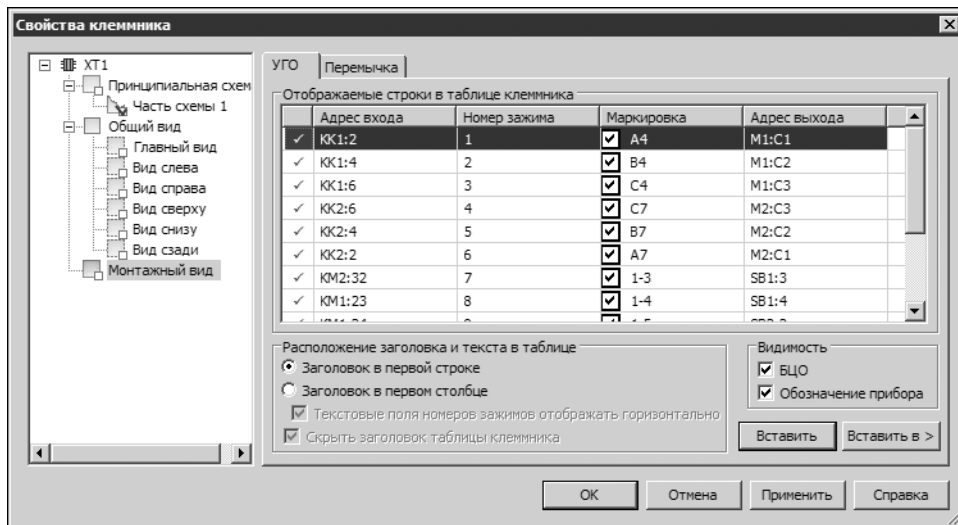 Свойства клеммника
XT1
Принципиальная схем
Часть схемы 1
Общий вид
Главный вид
Вид слева
Вид справа
Вид сверху
Вид снизу
Вид сзади
Монтажный вид
УГО Перемычка
Отображаемые строки в таблице клеммника
Адрес входа Номер зажима Маркировка Адрес выхода
KK1:2 1 A4 M1:C1
KK1:4 2 B4 M1:C2
KK1:6 3 C4 M1:C3
KK2:6 4 C7 M2:C3
KK2:4 5 B7 M2:C2
KK2:2 6 A7 M2:C1
KM2:32 7 1-3 SB1:3
KM1:23 8 1-4 SB1:4
Расположение заголовка и текста в таблице
Заголовок в первой строке
Заголовок в первом столбце
Текстовые поля номеров зажимов отображать горизонтально
Скрыть заголовок таблицы клеммника
Видимость
БЦО
Обозначение прибора
Вставить Вставить в >
OK Отмена Применить Справка